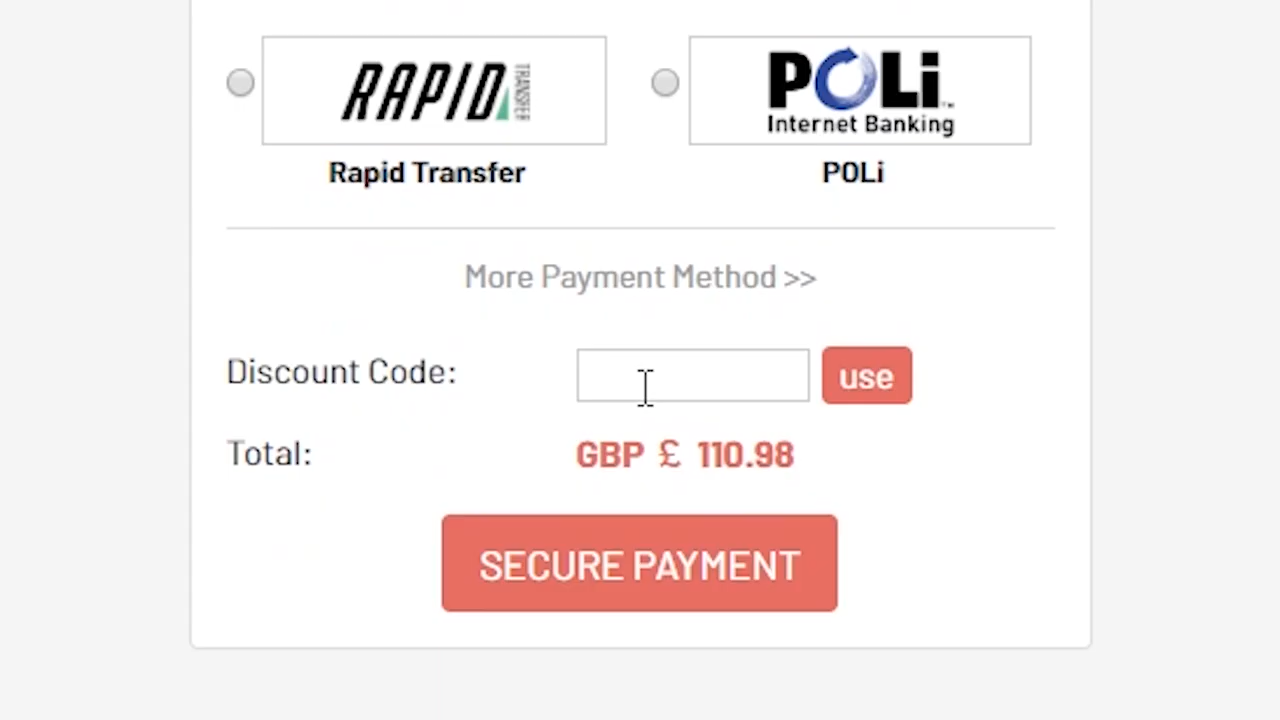 RAPID TRANSFER
POLi™
Internet Banking
Rapid Transfer
POLi
More Payment Method >>
Discount Code:
use
Total:
GBP £ 110.98
SECURE PAYMENT